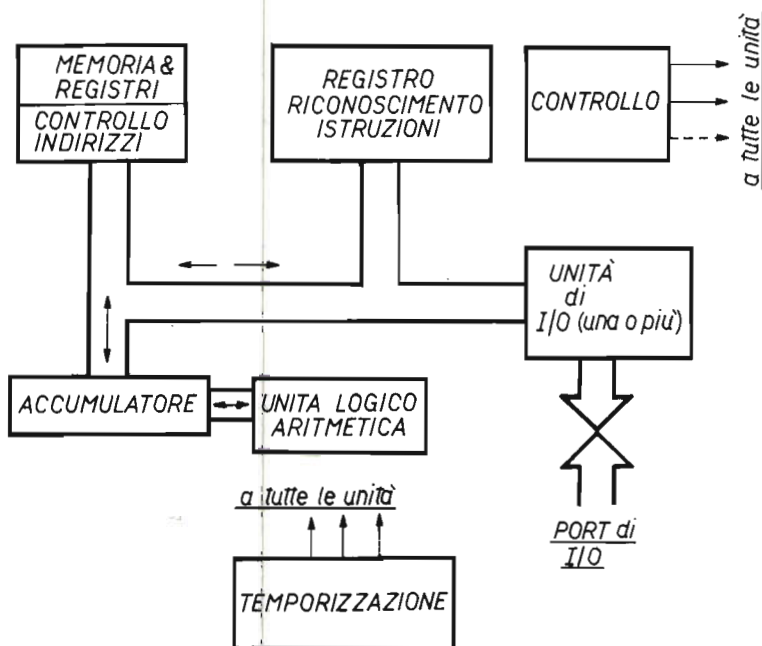 MEMORIA &
REGISTRI
CONTROLLO
INDIRIZZI
REGISTRO
RICONOSCIMENTO
ISTRUZIONI
CONTROLLO
a tutte le unità
UNITÀ
di
I/O (una o più)
ACCUMULATORE
UNITA LOGICO
ARITMETICA
a tutte le unità
PORT di
I/O
TEMPORIZZAZIONE